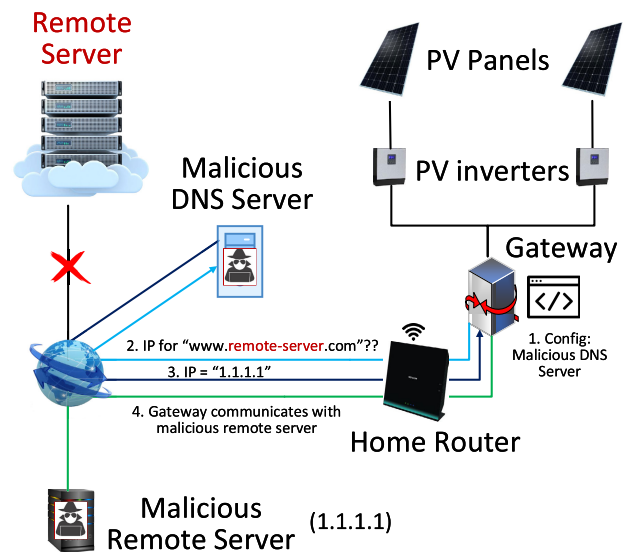 Remote
Server
PV Panels
Malicious
DNS Server
PV inverters
Gateway
</>
1. Config:
Malicious DNS
Server
2. IP for “www.remote-server.com”??
3. IP = “1.1.1.1”
4. Gateway communicates with
malicious remote server
Home Router
Malicious
Remote Server
(1.1.1.1)